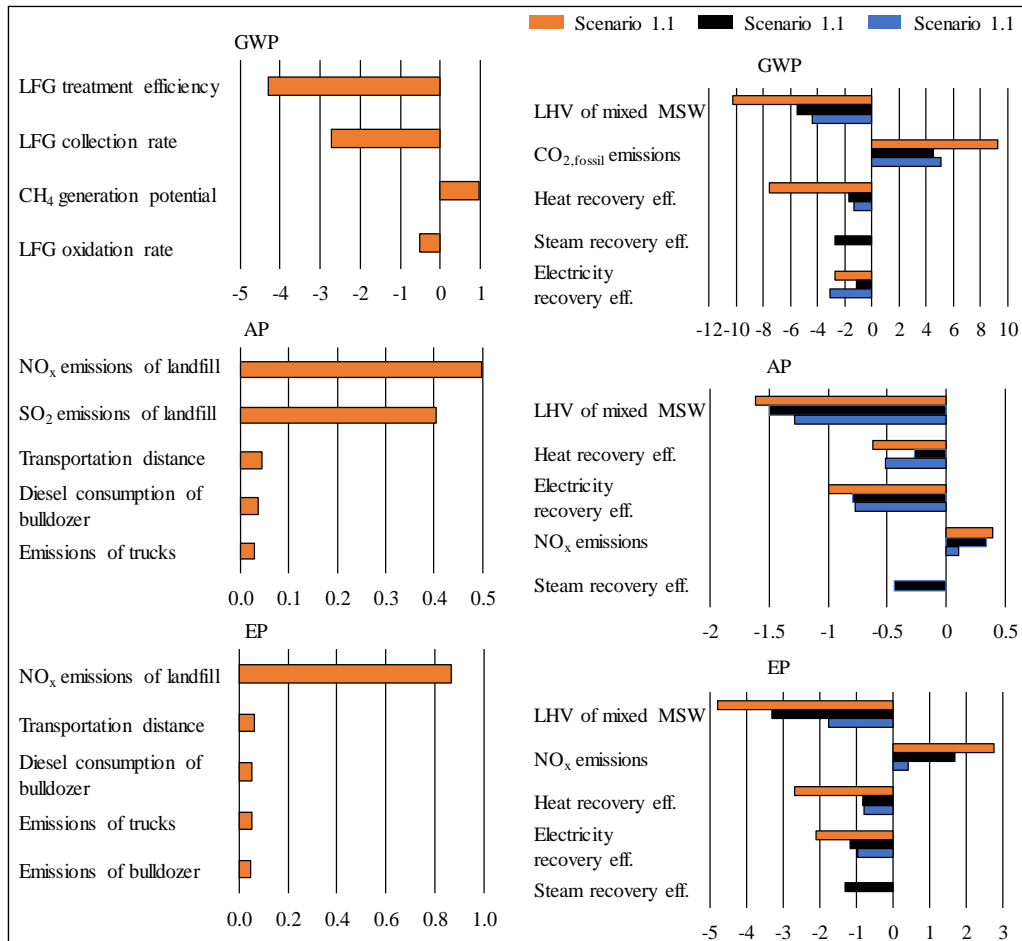 Scenario 1.1 Scenario 1.1 Scenario 1.1
GWP
LFG treatment efficiency
LFG collection rate
CH4 generation potential
LFG oxidation rate
-5 -4 -3 -2 -1 0 1
AP
NOx emissions of landfill
SO2 emissions of landfill
Transportation distance
Diesel consumption of
bulldozer
Emissions of trucks
0.0 0.1 0.2 0.3 0.4 0.5
EP
NOx emissions of landfill
Transportation distance
Diesel consumption of
bulldozer
Emissions of trucks
Emissions of bulldozer
0.0 0.2 0.4 0.6 0.8 1.0
GWP
LHV of mixed MSW
CO2,fossil emissions
Heat recovery eff.
Steam recovery eff.
Electricity
recovery eff.
-12 -10 -8 -6 -4 -2 0 2 4 6 8 10
AP
LHV of mixed MSW
Heat recovery eff.
Electricity
recovery eff.
NOx emissions
Steam recovery eff.
-2 -1.5 -1 -0.5 0 0.5
EP
LHV of mixed MSW
NOx emissions
Heat recovery eff.
Electricity
recovery eff.
Steam recovery eff.
-5 -4 -3 -2 -1 0 1 2 3